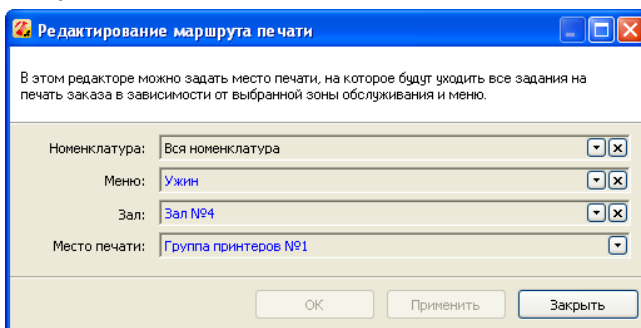 Редактирование маршрута печати
В этом редакторе можно задать место печати, на которое будут уходить все задания на
печать заказа в зависимости от выбранной зоны обслуживания и меню.
Номенклатура: Вся номенклатура
Меню: Ужин
Зал: Зал №4
Место печати: Группа принтеров №1
ОК Применить Закрыть